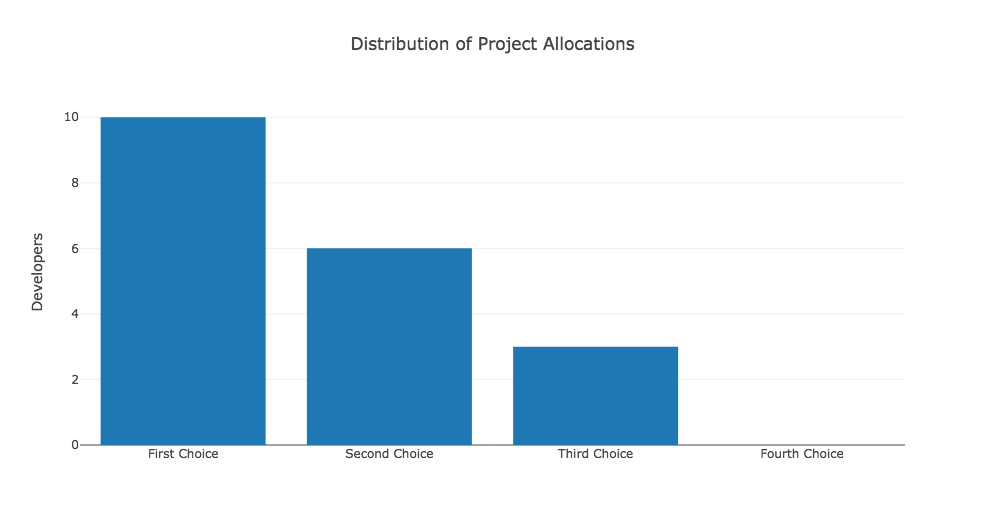 Distribution of Project Allocations
10
8
6
4
2
0
Developers
First Choice
Second Choice
Third Choice
Fourth Choice